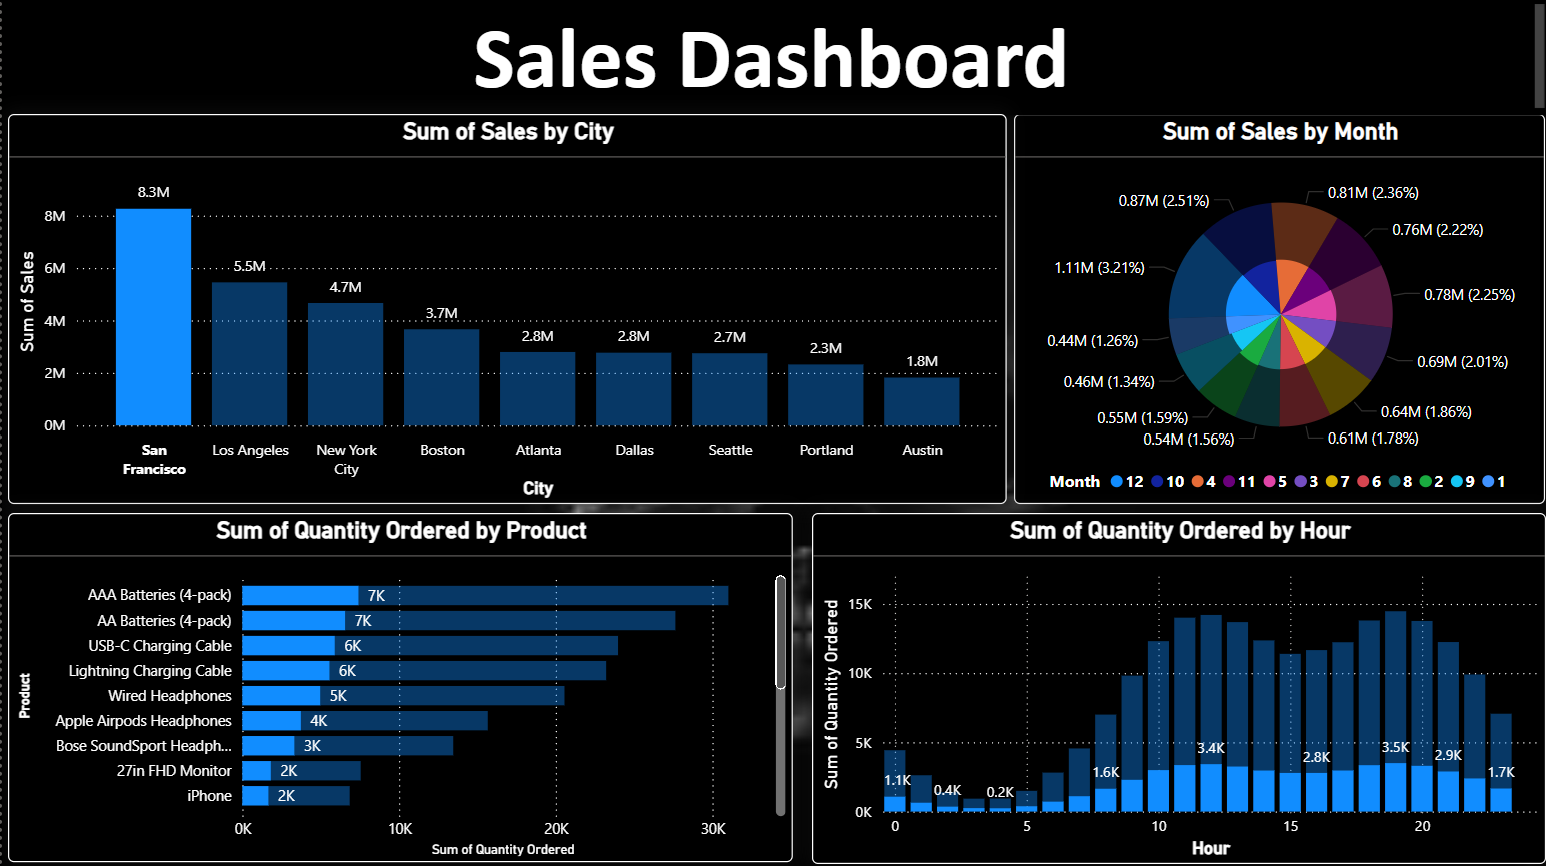 Sales Dashboard
Sum of Sales by City
8.3M
8M
5.5M
6M
4.7M
3.7M
4M
2.8M
2.8M
2.7M
2.3M
1.8M
2M
0M
Sum of Sales
San Francisco
Los Angeles
New York City
Boston
Atlanta
Dallas
Seattle
Portland
Austin
City
Sum of Sales by Month
0.81M (2.36%)
0.87M (2.51%)
0.76M (2.22%)
1.11M (3.21%)
0.78M (2.25%)
0.44M (1.26%)
0.69M (2.01%)
0.46M (1.34%)
0.64M (1.86%)
0.55M (1.59%)
0.54M (1.56%)
0.61M (1.78%)
Month 12 10 4 11 5 3 7 6 8 2 9 1
Sum of Quantity Ordered by Product
Product
AAA Batteries (4-pack) 7K
AA Batteries (4-pack) 7K
USB-C Charging Cable 6K
Lightning Charging Cable 6K
Wired Headphones 5K
Apple Airpods Headphones 4K
Bose SoundSport Headph... 3K
27in FHD Monitor 2K
iPhone 2K
0K 10K 20K 30K
Sum of Quantity Ordered
Sum of Quantity Ordered by Hour
Sum of Quantity Ordered
15K
10K
5K
0K
1.1K 0.4K 0.2K 1.6K 3.4K 2.8K 3.5K 2.9K 1.7K
0 5 10 15 20
Hour